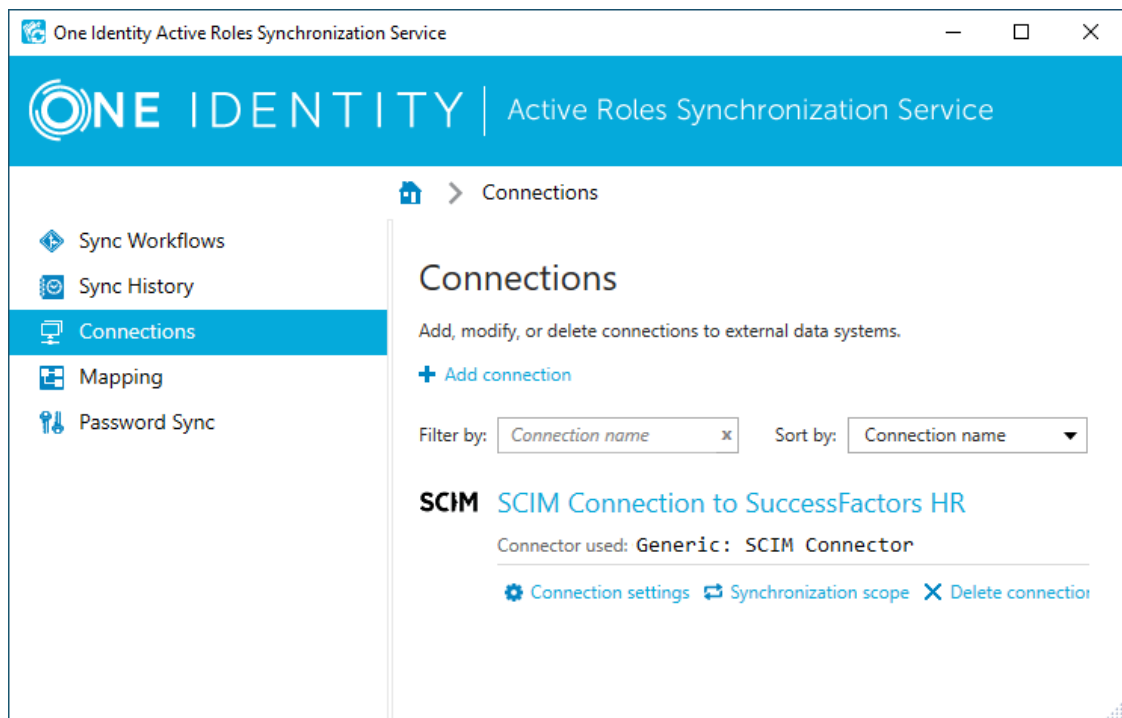 One Identity Active Roles Synchronization Service
ONE IDENTITY | Active Roles Synchronization Service
Connections
Sync Workflows
Sync History
Connections
Mapping
Password Sync
Connections
Add, modify, or delete connections to external data systems.
Add connection
Filter by: Connection name x Sort by: Connection name
SCIM SCIM Connection to SuccessFactors HR
Connector used: Generic: SCIM Connector
Connection settings Synchronization scope Delete connection